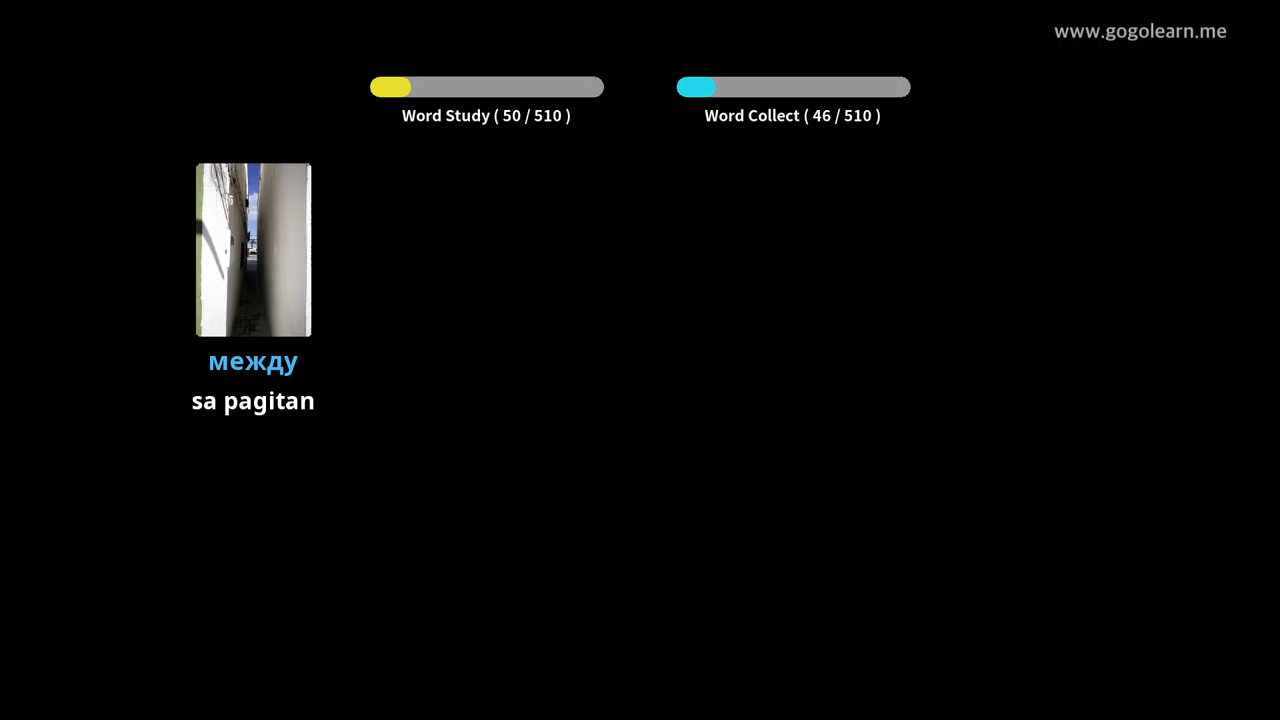 www.gogolearn.me
Word Study ( 50 / 510 )
Word Collect ( 46 / 510 )
между
sa pagitan